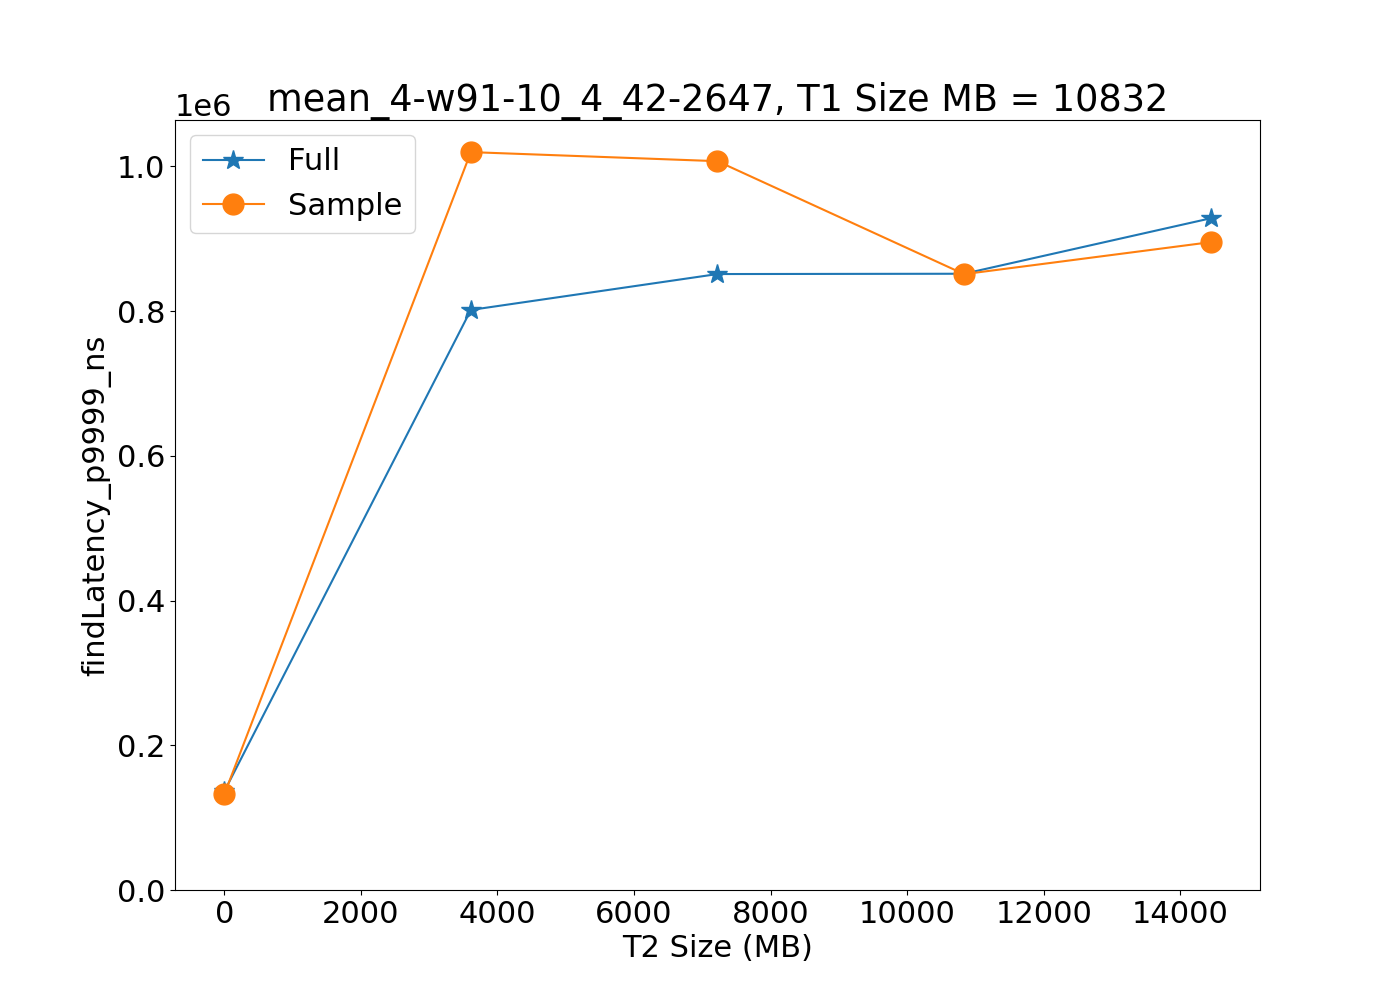 mean_4-w91-10_4_42-2647, T1 Size MB = 10832
1e6
Full
Sample
1.0
0.8
0.6
0.4
0.2
0.0
findLatency_p9999_ns
0 2000 4000 6000 8000 10000 12000 14000
T2 Size (MB)